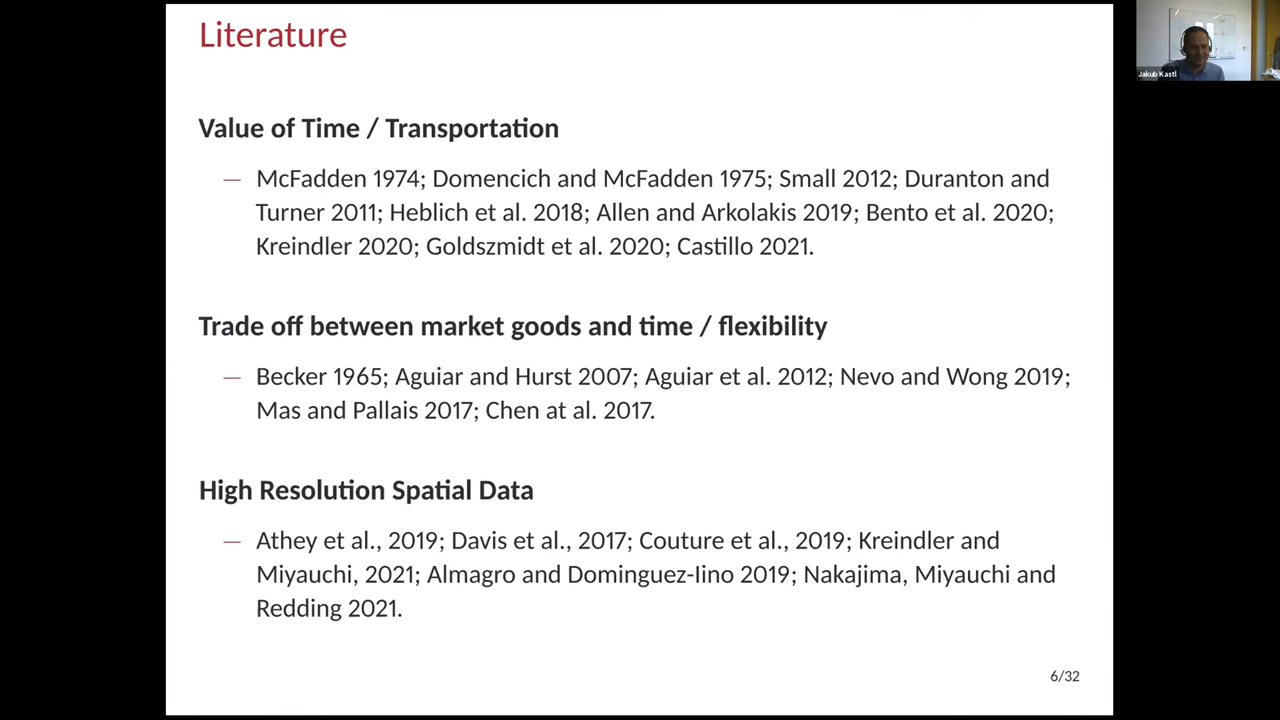 Literature
Value of Time / Transportation
— McFadden 1974; Domencich and McFadden 1975; Small 2012; Duranton and
Turner 2011; Heblich et al. 2018; Allen and Arkolakis 2019; Bento et al. 2020;
Kreindler 2020; Goldszmidt et al. 2020; Castillo 2021.
Trade off between market goods and time / flexibility
— Becker 1965; Aguiar and Hurst 2007; Aguiar et al. 2012; Nevo and Wong 2019;
Mas and Pallais 2017; Chen at al. 2017.
High Resolution Spatial Data
— Athey et al., 2019; Davis et al., 2017; Couture et al., 2019; Kreindler and
Miyauchi, 2021; Almagro and Dominguez-Iino 2019; Nakajima, Miyauchi and
Redding 2021.
6/32
Jakub Kastl